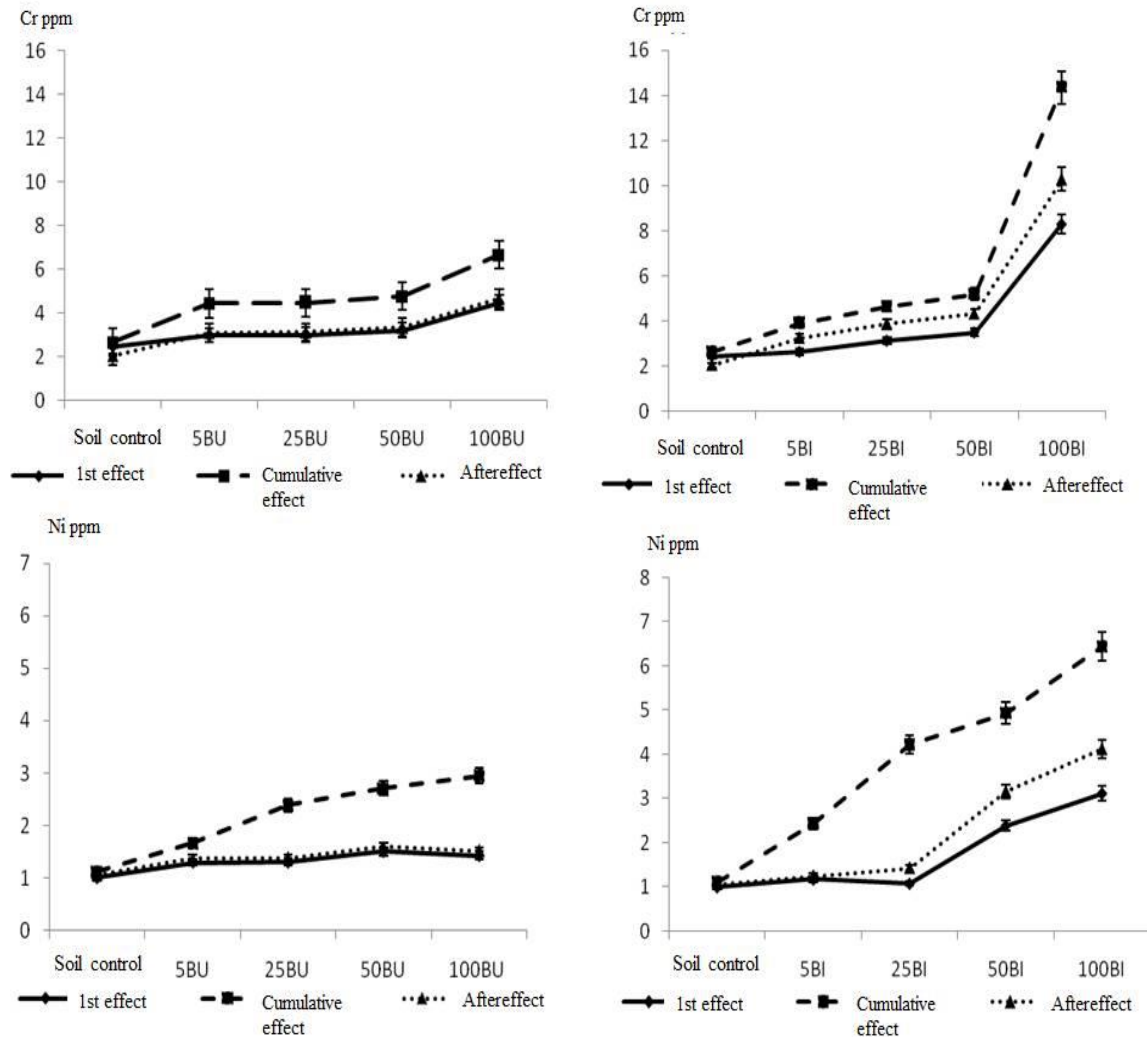 Cr ppm
16
14
12
10
8
6
4
2
0
Soil control 5BU 25BU 50BU 100BU
1st effect Cumulative effect Aftereffect
Cr ppm
16
14
12
10
8
6
4
2
0
Soil control 5BI 25BI 50BI 100BI
1st effect Cumulative effect Aftereffect
Ni ppm
7
6
5
4
3
2
1
0
Soil control 5BU 25BU 50BU 100BU
1st effect Cumulative effect Aftereffect
Ni ppm
8
7
6
5
4
3
2
1
0
Soil control 5BI 25BI 50BI 100BI
1st effect Cumulative effect Aftereffect